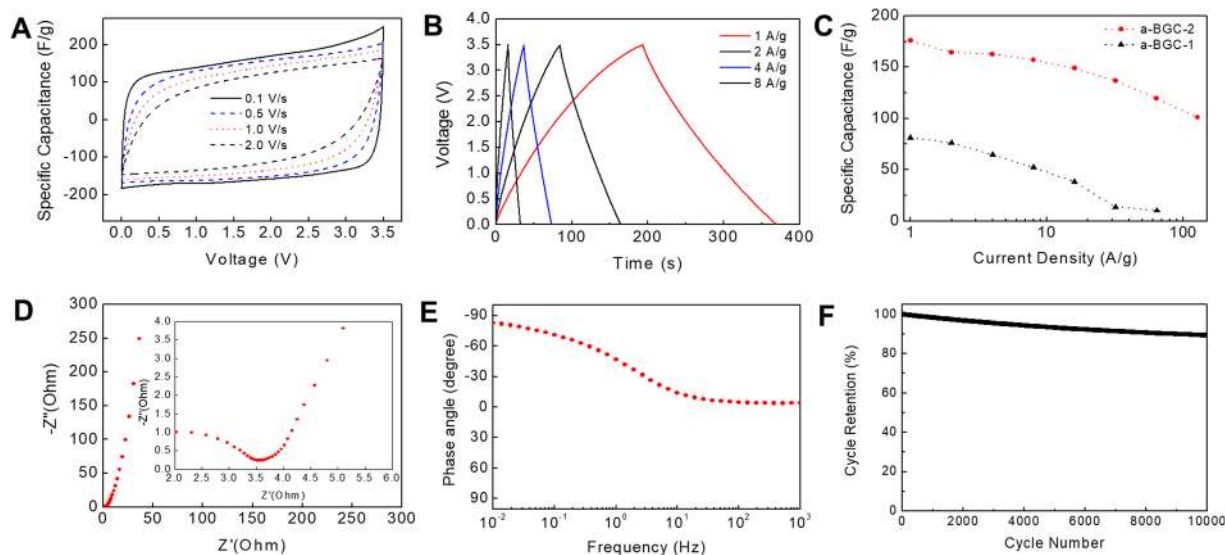 A
Specific Capacitance (F/g)
200
100
0
-100
-200
0.1 V/s
0.5 V/s
1.0 V/s
2.0 V/s
0.0 0.5 1.0 1.5 2.0 2.5 3.0 3.5
Voltage (V)
B
Voltage (V)
4.0
3.5
3.0
2.5
2.0
1.5
1.0
0.5
0.0
1 A/g
2 A/g
4 A/g
8 A/g
0 100 200 300 400
Time (s)
C
Specific Capacitance (F/g)
200
150
100
50
0
a-BGC-2
a-BGC-1
1 10 100
Current Density (A/g)
D
-Z"(Ohm)
300
250
200
150
100
50
0
-Z"(Ohm)
4.0
3.5
3.0
2.5
2.0
1.5
1.0
0.5
0.0
2.0 2.5 3.0 3.5 4.0 4.5 5.0 5.5 6.0
Z'(Ohm)
0 50 100 150 200 250 300
Z'(Ohm)
E
Phase angle (degree)
-90
-60
-30
0
30
60
90
10⁻² 10⁻¹ 10⁰ 10¹ 10² 10³
Frequency (Hz)
F
Cycle Retention (%)
100
80
60
40
20
0
0 2000 4000 6000 8000 10000
Cycle Number